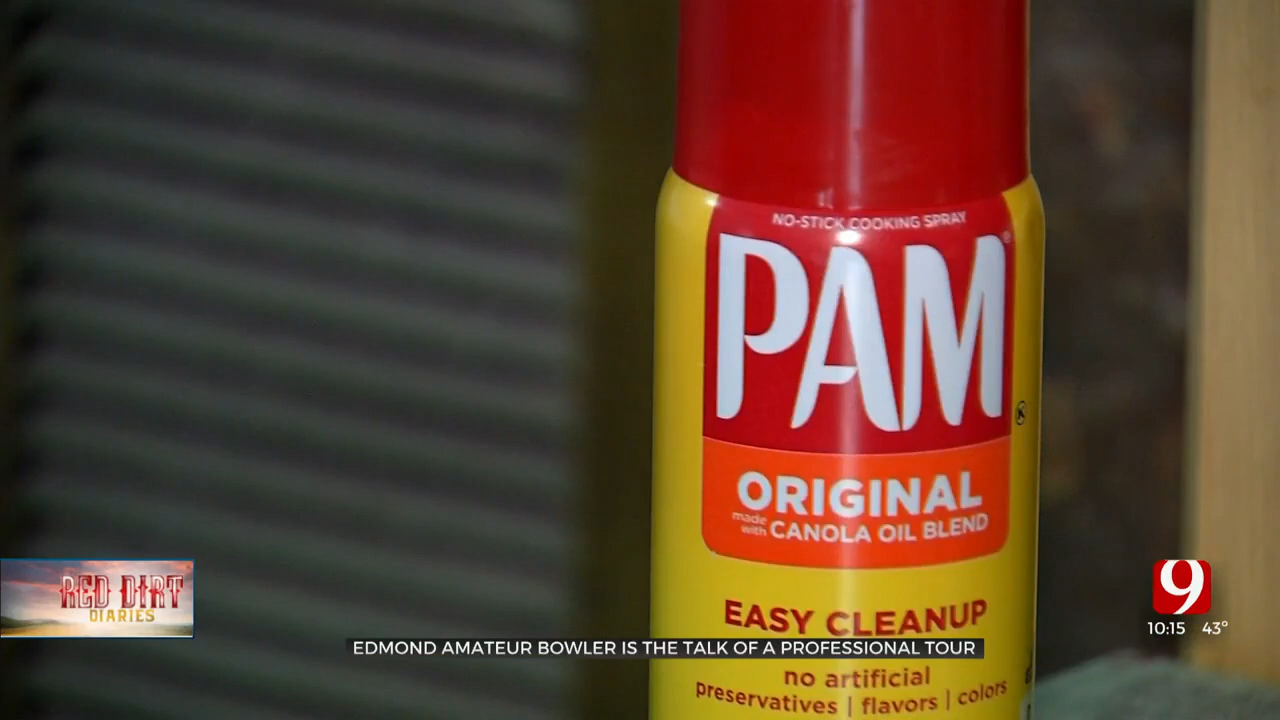 NO-STICK COOKING SPRAY
PAM®
ORIGINAL
made with CANOLA OIL BLEND
EASY CLEANUP
no artificial
preservatives | flavors | colors
RED DIRT
DIARIES
EDMOND AMATEUR BOWLER IS THE TALK OF A PROFESSIONAL TOUR
9
10:15 43°